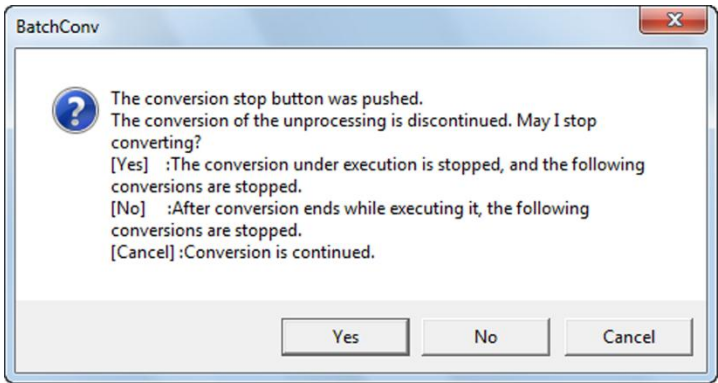 BatchConv
The conversion stop button was pushed.
The conversion of the unprocessing is discontinued. May I stop
converting?
[Yes] :The conversion under execution is stopped, and the following
conversions are stopped.
[No] :After conversion ends while executing it, the following
conversions are stopped.
[Cancel] :Conversion is continued.
Yes No Cancel